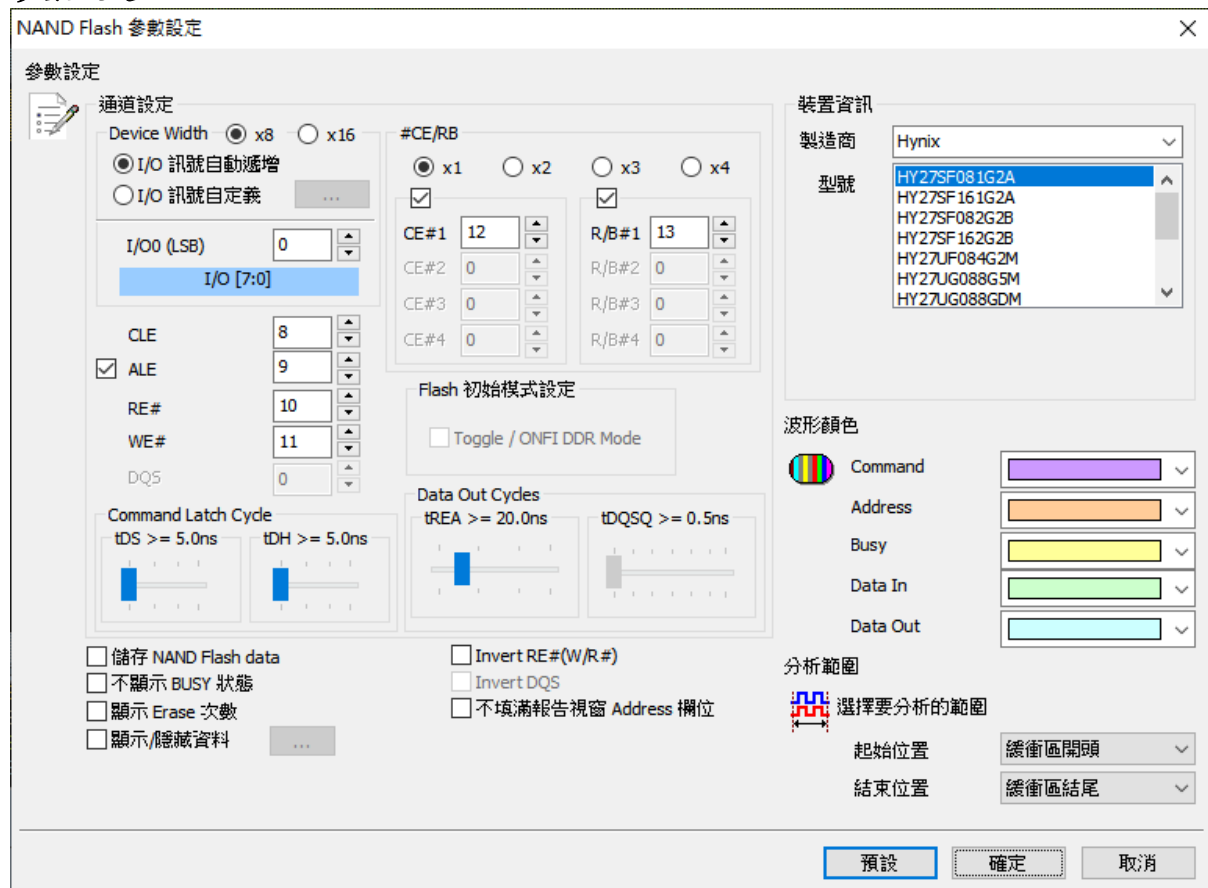 NAND Flash 參數設定
參數設定
通道設定
Device Width x8 x16
I/O 訊號自動遞增
I/O 訊號自定義 ...
I/O0 (LSB) 0
I/O [7:0]
CLE 8
ALE 9
RE# 10
WE# 11
DQS 0
#CE/RB
x1 x2 x3 x4
CE#1 12 R/B#1 13
CE#2 0 R/B#2 0
CE#3 0 R/B#3 0
CE#4 0 R/B#4 0
Flash 初始模式設定
Toggle / ONFI DDR Mode
Command Latch Cycle
tDS >= 5.0ns tDH >= 5.0ns
Data Out Cycles
tREA >= 20.0ns tDQSQ >= 0.5ns
儲存 NAND Flash data
不顯示 BUSY 狀態
顯示 Erase 次數
顯示/隱藏資料 ...
Invert RE#(W/R#)
Invert DQS
不填滿報告視窗 Address 欄位
裝置資訊
製造商 Hynix
型號
HY27SF081G2A
HY27SF161G2A
HY27SF082G2B
HY27SF162G2B
HY27UF084G2M
HY27UG088G5M
HY27UG088GDM
波形顏色
Command
Address
Busy
Data In
Data Out
分析範圍
選擇要分析的範圍
起始位置 緩衝區開頭
結束位置 緩衝區結尾
預設 確定 取消